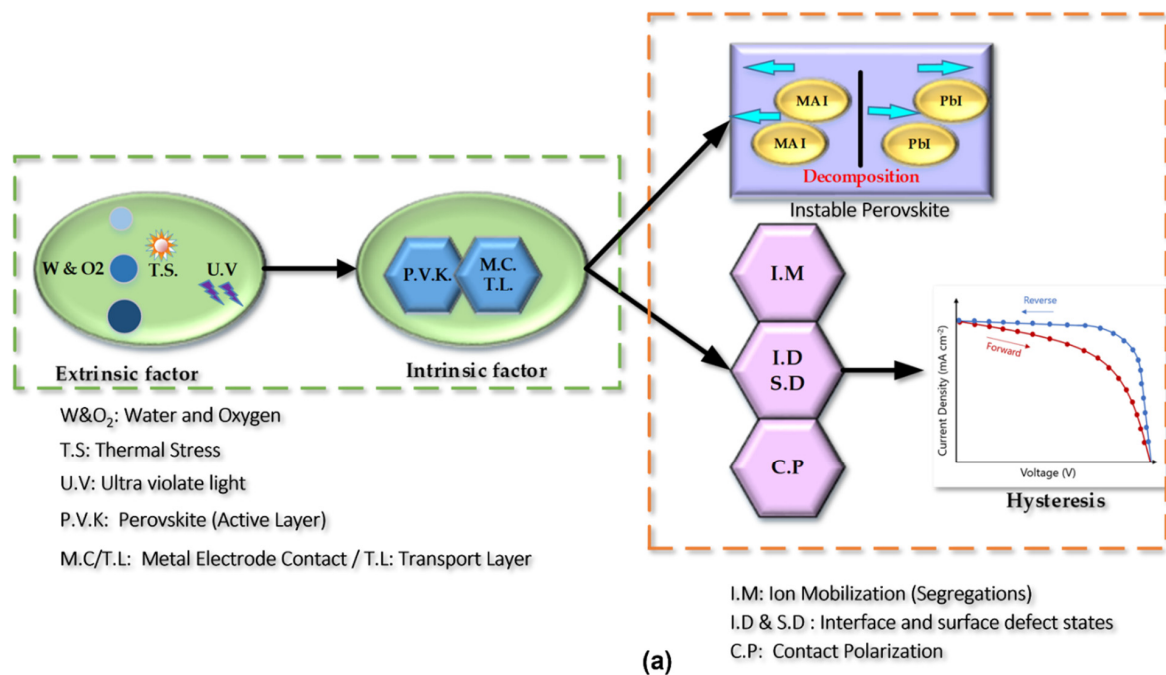 MAI
PbI
MAI
PbI
Decomposition
Instable Perovskite
W & O2
T.S.
U.V
P.V.K.
M.C.
T.L.
Extrinsic factor
Intrinsic factor
I.M
I.D
S.D
C.P
Reverse
Forward
Current Density (mA cm-2)
Voltage (V)
Hysteresis
W&O₂: Water and Oxygen
T.S: Thermal Stress
U.V: Ultra violate light
P.V.K: Perovskite (Active Layer)
M.C/T.L: Metal Electrode Contact / T.L: Transport Layer
I.M: Ion Mobilization (Segregations)
I.D & S.D : Interface and surface defect states
C.P: Contact Polarization
(a)